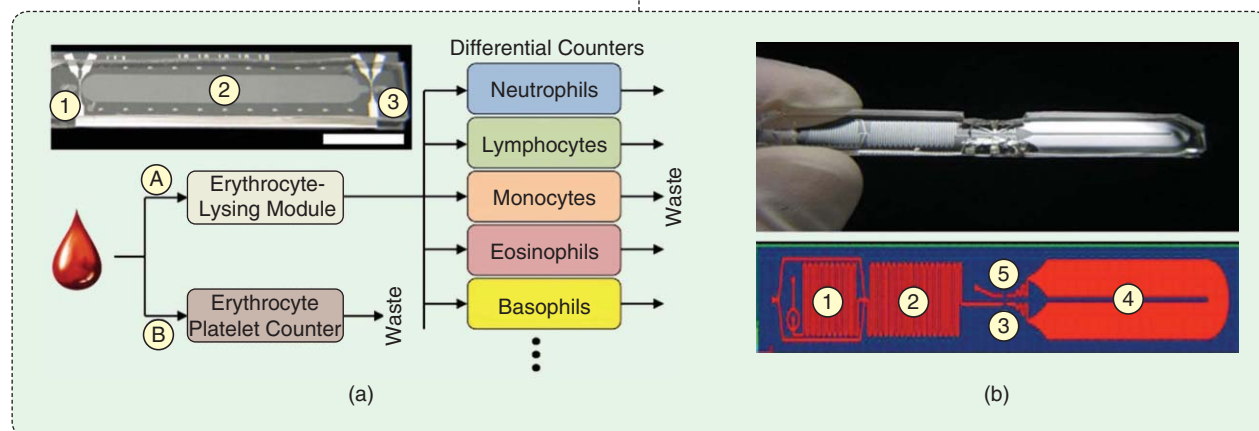 Differential Counters
1
2
3
Neutrophils
Lymphocytes
A
Erythrocyte-
Lysing Module
Monocytes
Waste
Eosinophils
B
Erythrocyte
Platelet Counter
Waste
Basophils
(a)
1
2
5
3
4
(b)